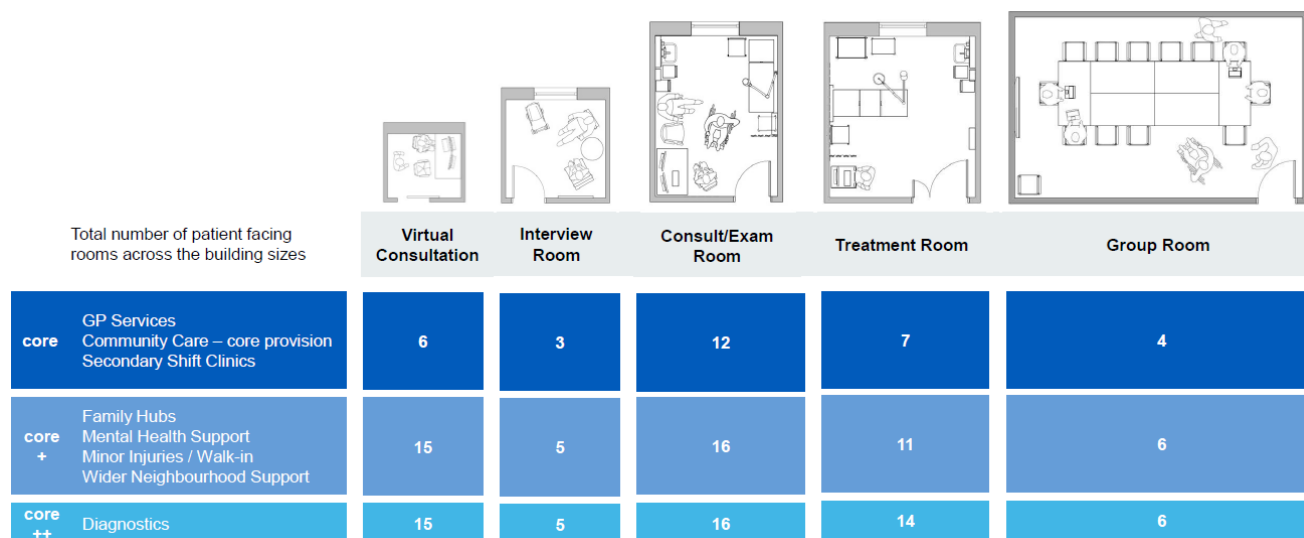 Total number of patient facing
rooms across the building sizes
Virtual
Consultation
Interview
Room
Consult/Exam
Room
Treatment Room
Group Room
core
GP Services
Community Care – core provision
Secondary Shift Clinics
6
3
12
7
4
core
+
Family Hubs
Mental Health Support
Minor Injuries / Walk-in
Wider Neighbourhood Support
15
5
16
11
6
core
++
Diagnostics
15
5
16
14
6